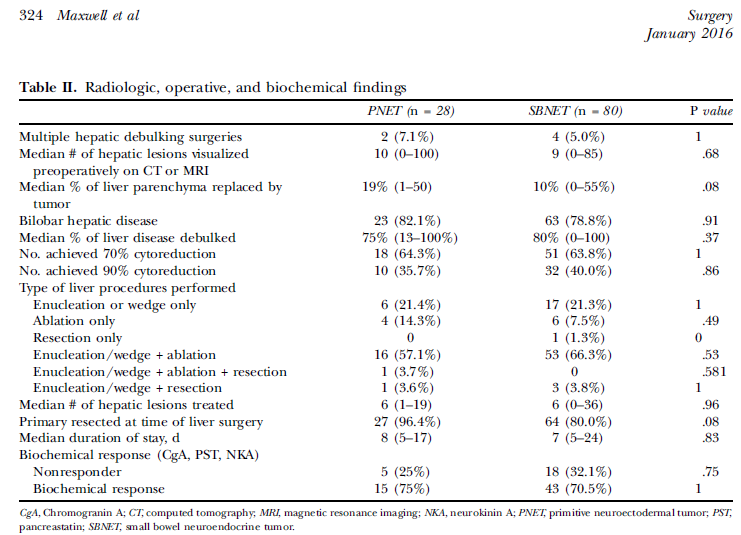 324 Maxwell et al Surgery
January 2016
Table II. Radiologic, operative, and biochemical findings
PNET (n = 28) SBNET (n = 80) P value
Multiple hepatic debulking surgeries 2 (7.1%) 4 (5.0%) 1
Median # of hepatic lesions visualized 10 (0–100) 9 (0–85) .68
preoperatively on CT or MRI
Median % of liver parenchyma replaced by 19% (1–50) 10% (0–55%) .08
tumor
Bilobar hepatic disease 23 (82.1%) 63 (78.8%) .91
Median % of liver disease debulked 75% (13–100%) 80% (0–100) .37
No. achieved 70% cytoreduction 18 (64.3%) 51 (63.8%) 1
No. achieved 90% cytoreduction 10 (35.7%) 32 (40.0%) .86
Type of liver procedures performed
Enucleation or wedge only 6 (21.4%) 17 (21.3%) 1
Ablation only 4 (14.3%) 6 (7.5%) .49
Resection only 0 1 (1.3%) 0
Enucleation/wedge + ablation 16 (57.1%) 53 (66.3%) .53
Enucleation/wedge + ablation + resection 1 (3.7%) 0 .581
Enucleation/wedge + resection 1 (3.6%) 3 (3.8%) 1
Median # of hepatic lesions treated 6 (1–19) 6 (0–36) .96
Primary resected at time of liver surgery 27 (96.4%) 64 (80.0%) .08
Median duration of stay, d 8 (5–17) 7 (5–24) .83
Biochemical response (CgA, PST, NKA)
Nonresponder 5 (25%) 18 (32.1%) .75
Biochemical response 15 (75%) 43 (70.5%) 1
CgA, Chromogranin A; CT, computed tomography; MRI, magnetic resonance imaging; NKA, neurokinin A; PNET, primitive neuroectodermal tumor; PST,
pancreastatin; SBNET, small bowel neuroendocrine tumor.